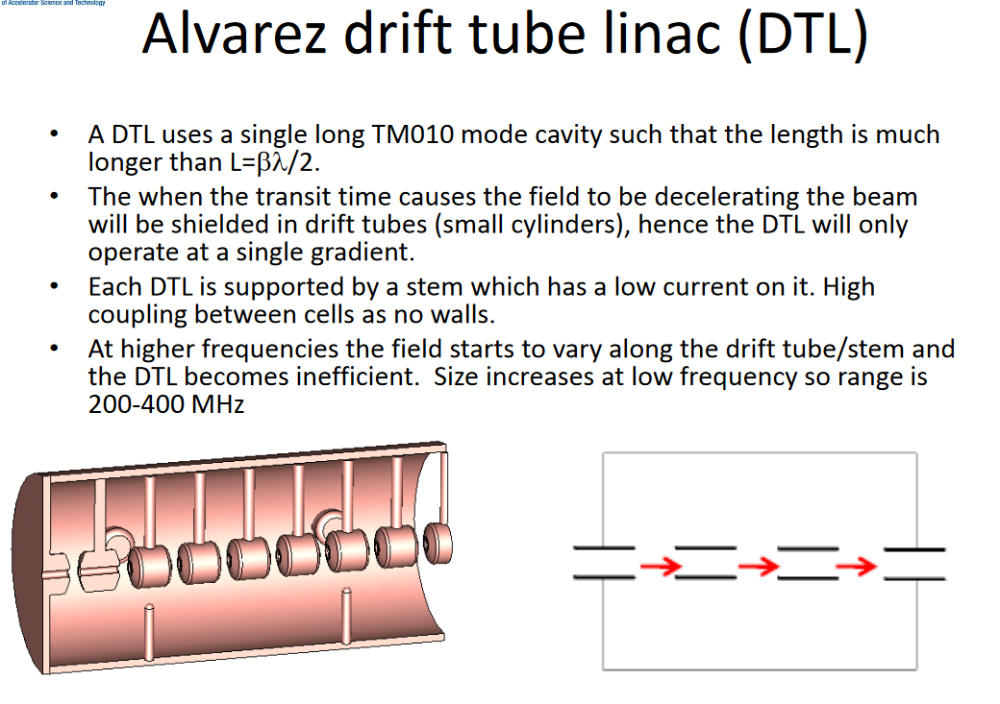 of Accelerator Science and Technology
Alvarez drift tube linac (DTL)
• A DTL uses a single long TM010 mode cavity such that the length is much
longer than L=βλ/2.
• The when the transit time causes the field to be decelerating the beam
will be shielded in drift tubes (small cylinders), hence the DTL will only
operate at a single gradient.
• Each DTL is supported by a stem which has a low current on it. High
coupling between cells as no walls.
• At higher frequencies the field starts to vary along the drift tube/stem and
the DTL becomes inefficient.  Size increases at low frequency so range is
200-400 MHz